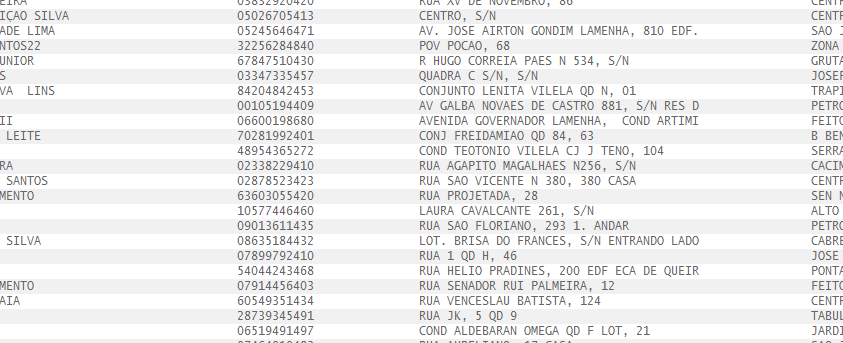 EIRA 03832920420 RUA XV DE NOVEMBRO, 86 CENT
IÇAO SILVA 05026705413 CENTRO, S/N CENT
ADE LIMA 05245646471 AV. JOSE AIRTON GONDIM LAMENHA, 810 EDF. SAO
NTOS22 32256284840 POV POCAO, 68 ZONA
UNIOR 67847510430 R HUGO CORREIA PAES N 534, S/N GRUTA
S 03347335457 QUADRA C S/N, S/N JOSE
VA LINS 84204842453 CONJUNTO LENITA VILELA QD N, 01 TRAPI
00105194409 AV GALBA NOVAES DE CASTRO 881, S/N RES D PETRO
II 06600198680 AVENIDA GOVERNADOR LAMENHA, COND ARTIMI FEITO
LEITE 70281992401 CONJ FREIDAMIAO QD 84, 63 B BEN
48954365272 COND TEOTONIO VILELA CJ J TENO, 104 SERRA
RA 02338229410 RUA AGAPITO MAGALHAES N256, S/N CACIM
SANTOS 02878523423 RUA SAO VICENTE N 380, 380 CASA CENT
MENTO 63603055420 RUA PROJETADA, 28 SEN
10577446460 LAURA CAVALCANTE 261, S/N ALTO
09013611435 RUA SAO FLORIANO, 293 1. ANDAR PETRO
SILVA 08635184432 LOT. BRISA DO FRANCES, S/N ENTRANDO LADO CABRE
07899792410 RUA 1 QD H, 46 JOSE
54044243468 RUA HELIO PRADINES, 200 EDF ECA DE QUEIR PONTA
MENTO 07914456403 RUA SENADOR RUI PALMEIRA, 12 FEITO
AIA 60549351434 RUA VENCESLAU BATISTA, 124 CENT
28739345491 RUA JK, 5 QD 9 TABUL
06519491497 COND ALDEBARAN OMEGA QD F LOT, 21 JARDI